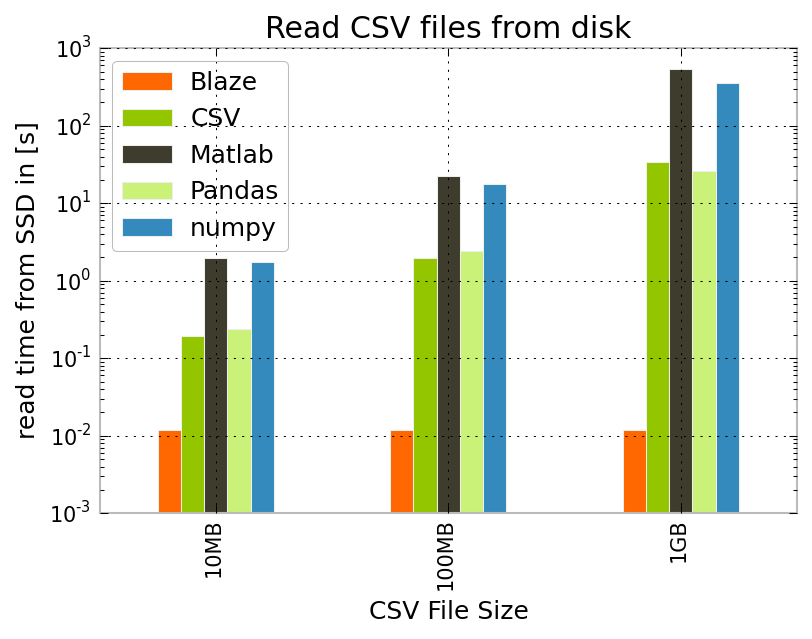 Read CSV files from disk
read time from SSD in [s]
10³
10²
10¹
10⁰
10⁻¹
10⁻²
10⁻³
Blaze
CSV
Matlab
Pandas
numpy
10MB
100MB
1GB
CSV File Size